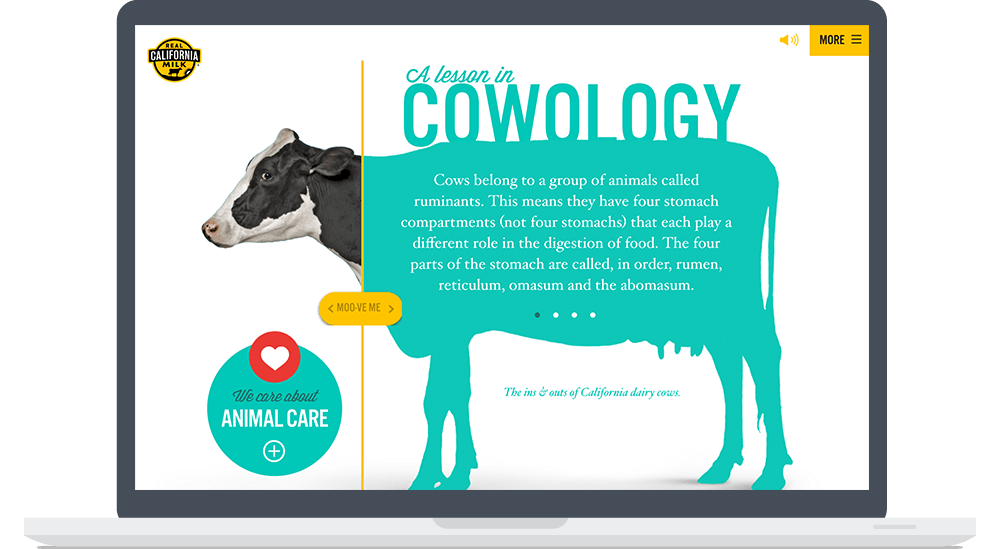 REAL
CALIFORNIA
MILK
MORE
A lesson in
COWOLOGY
Cows belong to a group of animals called
ruminants. This means they have four stomach
compartments (not four stomachs) that each play a
different role in the digestion of food. The four
parts of the stomach are called, in order, rumen,
reticulum, omasum and the abomasum.
MOO-VE ME
The ins & outs of California dairy cows.
We care about
ANIMAL CARE